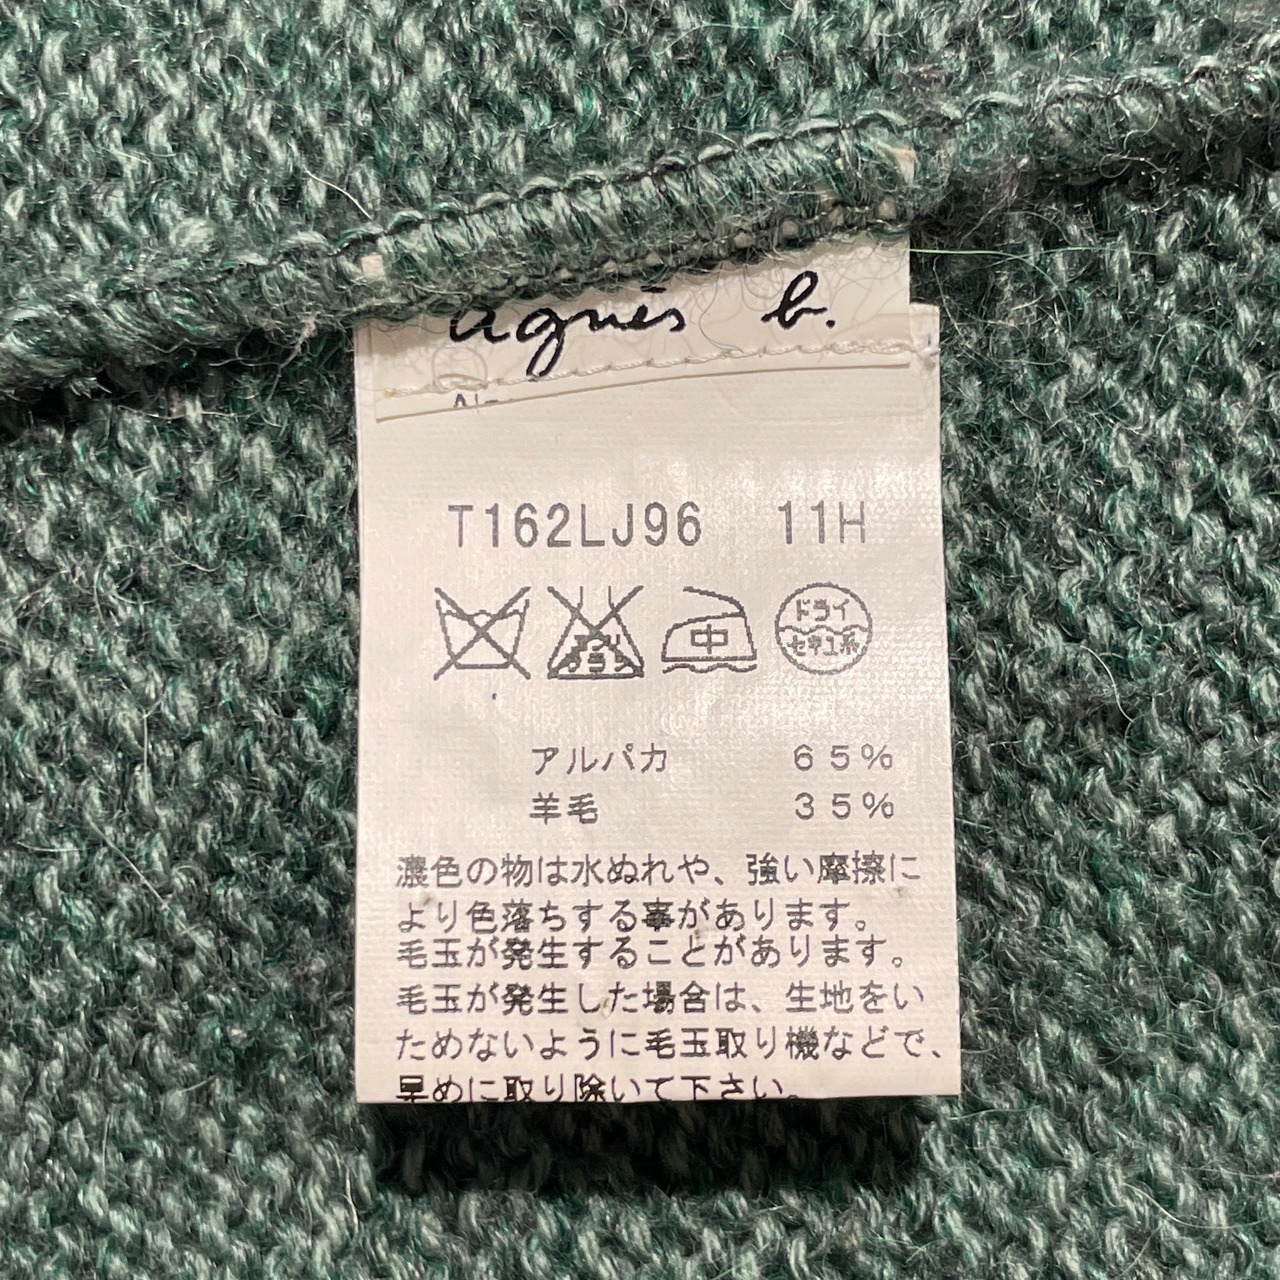 agnès b.
T162LJ96 11H
中
ドライ
セキユ系
アルパカ 65%
羊毛 35%
濃色の物は水ぬれや、強い摩擦に
より色落ちする事があります。
毛玉が発生することがあります。
毛玉が発生した場合は、生地をい
ためないように毛玉取り機などで、
早めに取り除いて下さい。